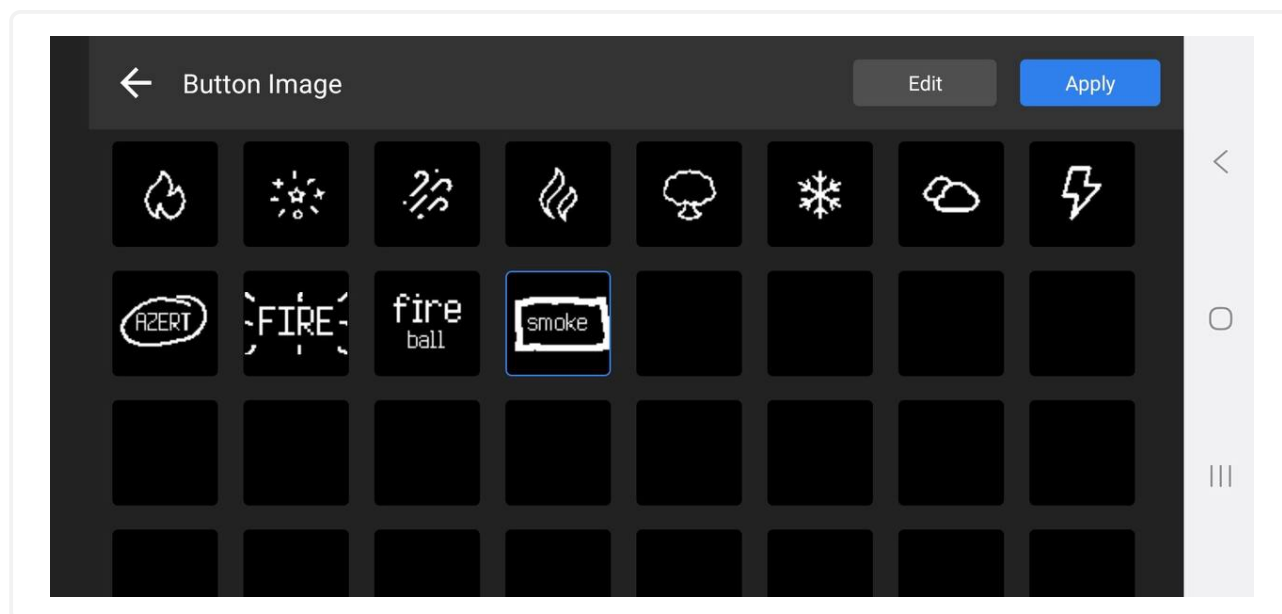 Button Image
Edit
Apply
AZERT
FIRE
fire
ball
smoke